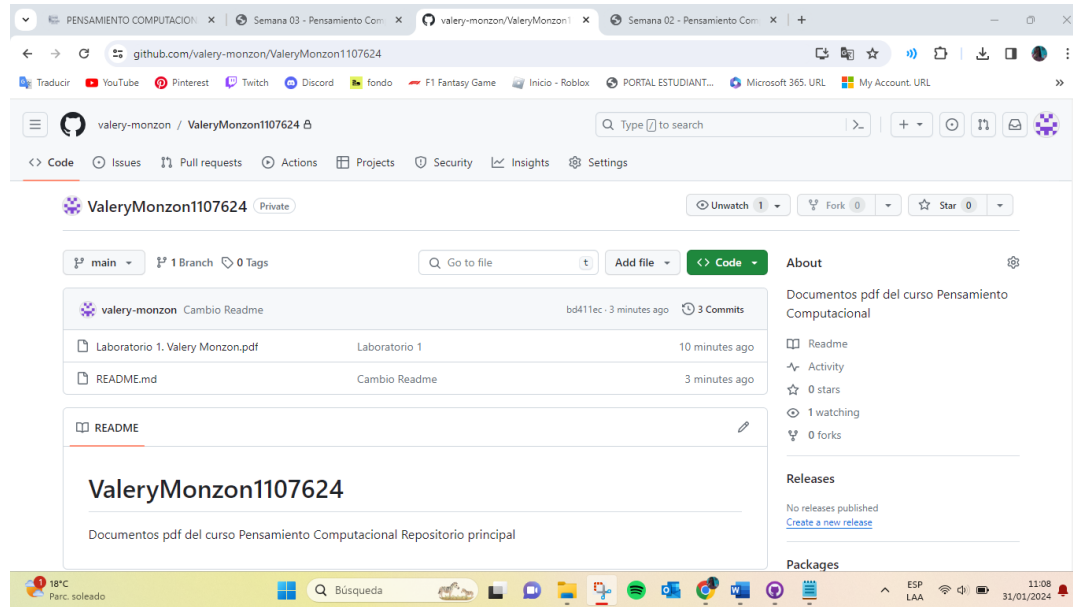 PENSAMIENTO COMPUTACION
Semana 03 - Pensamiento Com
valery-monzon/ValeryMonzon1
Semana 02 - Pensamiento Com
github.com/valery-monzon/ValeryMonzon1107624
Traducir
YouTube
Pinterest
Twitch
Discord
fondo
F1 Fantasy Game
Inicio - Roblox
PORTAL ESTUDIANT...
Microsoft 365. URL
My Account. URL
valery-monzon / ValeryMonzon1107624
Type / to search
Code
Issues
Pull requests
Actions
Projects
Security
Insights
Settings
ValeryMonzon1107624 Private
Unwatch 1
Fork 0
Star 0
main
1 Branch
0 Tags
Go to file t
Add file
<> Code
valery-monzon Cambio Readme
bd411ec · 3 minutes ago
3 Commits
Laboratorio 1. Valery Monzon.pdf Laboratorio 1 10 minutes ago
README.md Cambio Readme 3 minutes ago
README
ValeryMonzon1107624
Documentos pdf del curso Pensamiento Computacional Repositorio principal
About
Documentos pdf del curso Pensamiento
Computacional
Readme
Activity
0 stars
1 watching
0 forks
Releases
No releases published
Create a new release
Packages
1
18°C
Parc. soleado
Búsqueda
ESP
LAA
11:08
31/01/2024